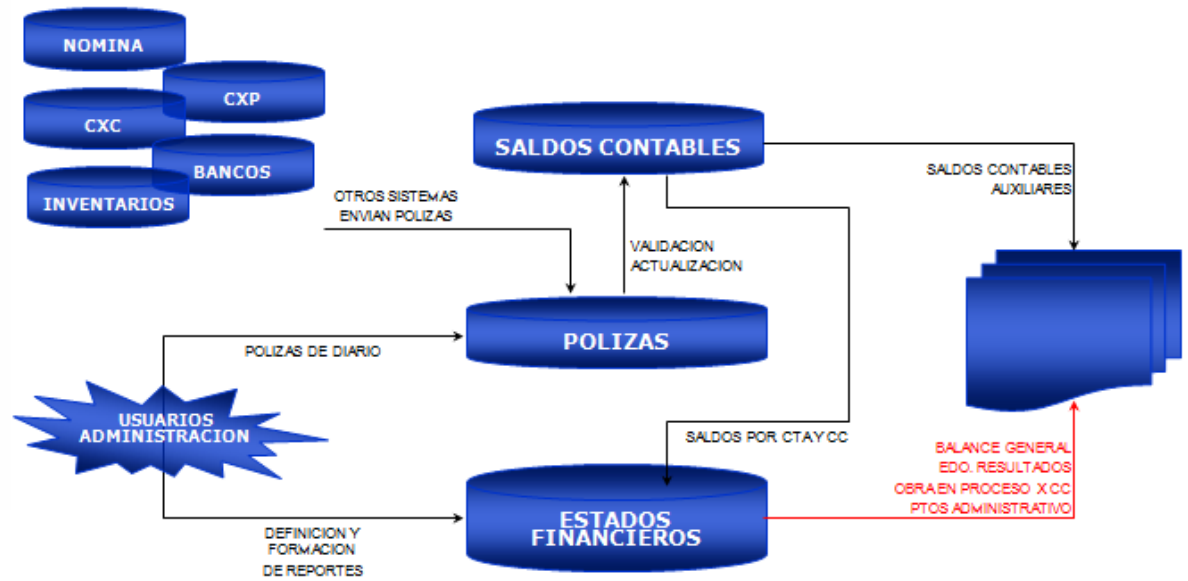 NOMINA
CXP
CXC
BANCOS
INVENTARIOS
SALDOS CONTABLES
SALDOS CONTABLES
AUXILIARES
OTROS SISTEMAS
ENVIAN POLIZAS
VALIDACION
ACTUALIZACION
POLIZAS
POLIZAS DE DIARIO
USUARIOS
ADMINISTRACION
SALDOS POR CTA Y CC
BALANCE GENERAL
EDO. RESULTADOS
OBRA EN PROCESO X CC
PTOS ADMINISTRATIVO
ESTADOS
FINANCIEROS
DEFINICION Y
FORMACION
DE REPORTES